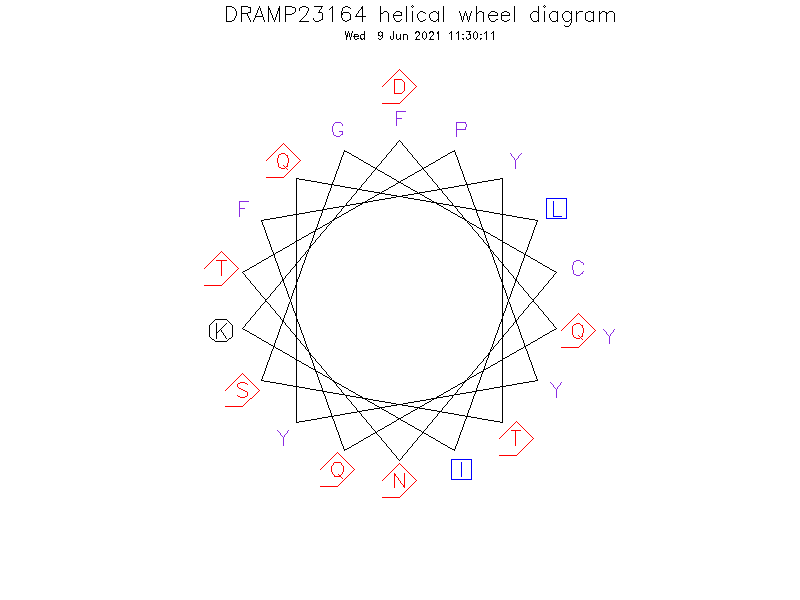 DRAMP23164 helical wheel diagram
Wed 9 Jun 2021 11:30:11
D
F
G
P
Q
Y
F
L
T
C
K
Q Y
S
Y
Y
T
Q
I
N